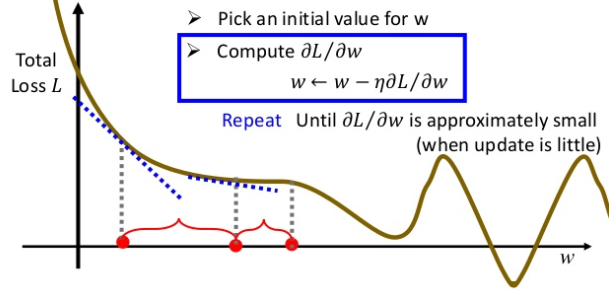 ➤ Pick an initial value for w
➤ Compute ∂L/∂w
w ← w − η∂L/∂w
Total
Loss L
Repeat Until ∂L/∂w is approximately small
(when update is little)
w